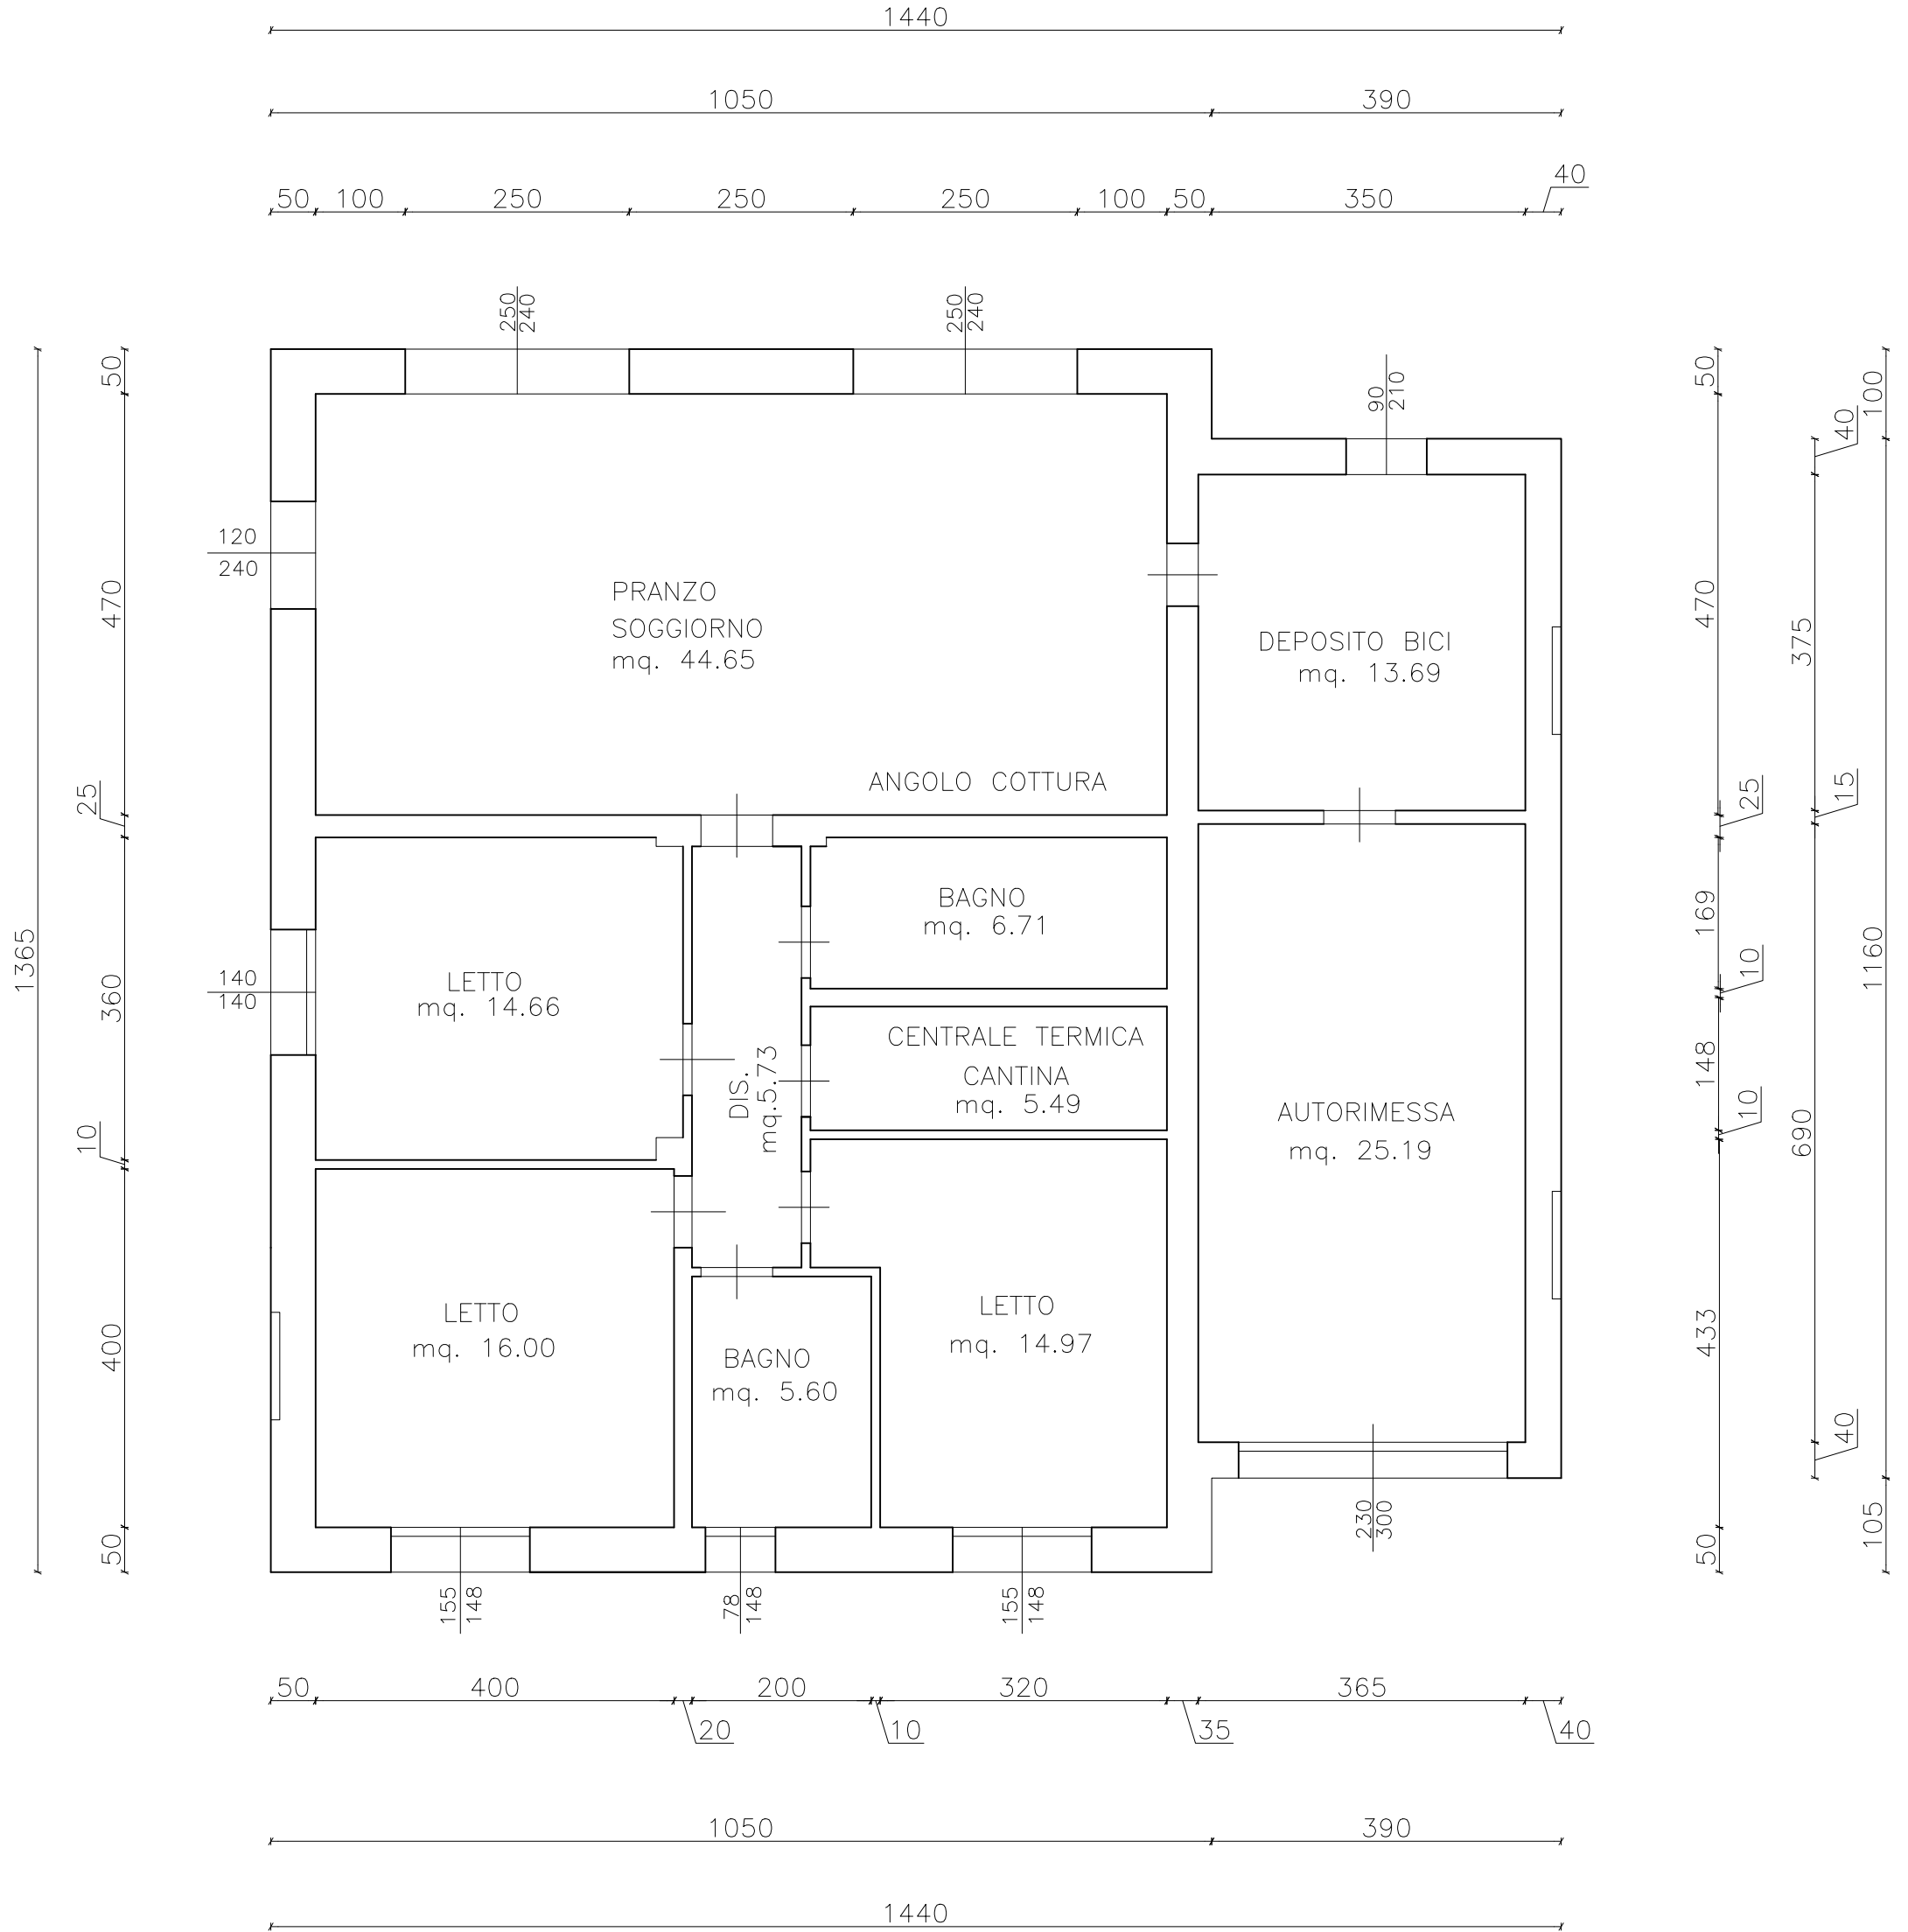 1440
1050 390
50 100 250 250 250 100 50 350 40
250
240
250
240
90
210
50
470
25
360
10
400
50
1365
120
240
140
140
PRANZO
SOGGIORNO
mq. 44.65
ANGOLO COTTURA
DEPOSITO BICI
mq. 13.69
BAGNO
mq. 6.71
LETTO
mq. 14.66
CENTRALE TERMICA
CANTINA
mq. 5.49
DIS.
mq.5.73
AUTORIMESSA
mq. 25.19
LETTO
mq. 16.00
LETTO
mq. 14.97
BAGNO
mq. 5.60
50
470
25
169
10
148
10
433
50
40
375
15
690
40
100
1160
105
230
300
155
148
78
148
155
148
50 400 200 320 365
20 10 35 40
1050 390
1440